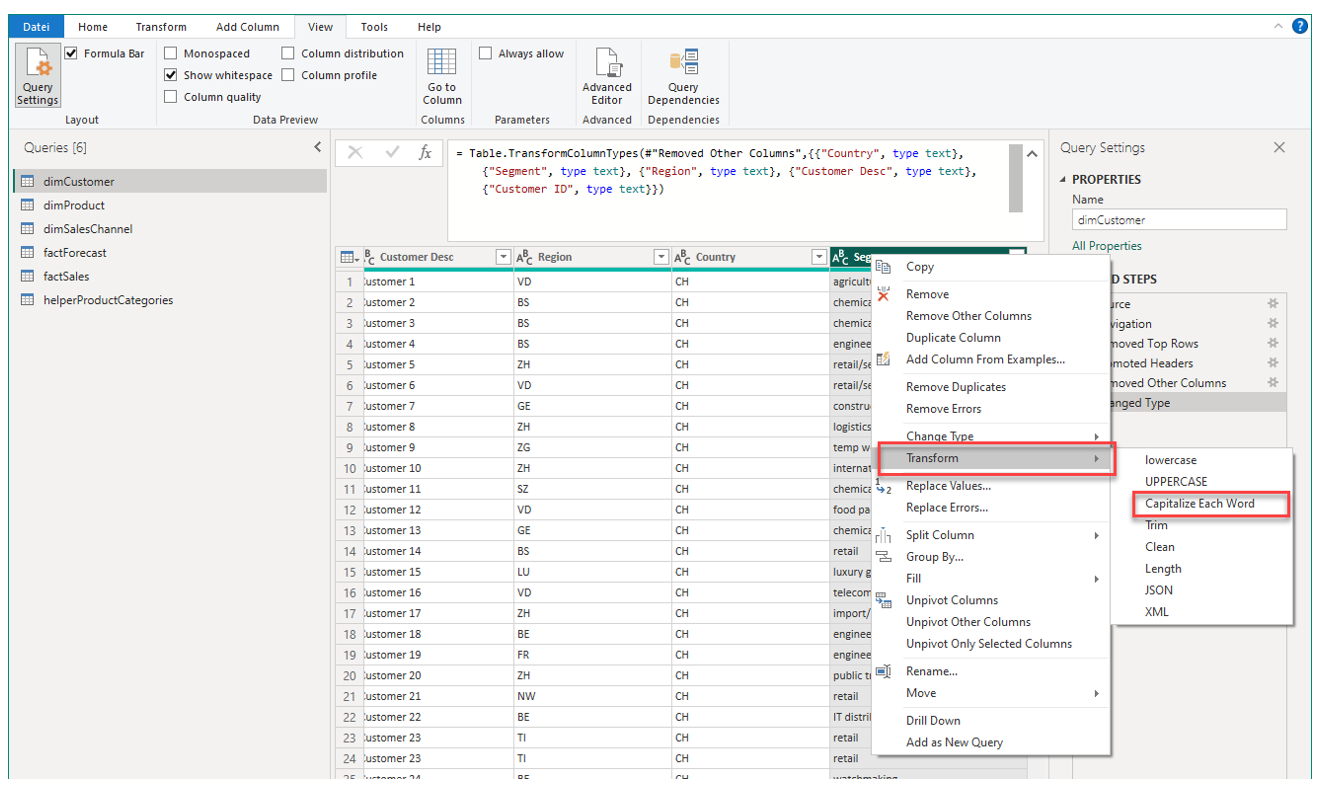 Datei Home Transform Add Column View Tools Help
Query Settings
Formula Bar
Layout
Monospaced
Show whitespace
Column quality
Column distribution
Column profile
Data Preview
Go to Column
Columns
Always allow
Parameters
Advanced Editor
Advanced
Query Dependencies
Dependencies
Queries [6]
dimCustomer
dimProduct
dimSalesChannel
factForecast
factSales
helperProductCategories
fx
= Table.TransformColumnTypes(#"Removed Other Columns",{{"Country", type text},
{"Segment", type text}, {"Region", type text}, {"Customer Desc", type text},
{"Customer ID", type text}})
Customer Desc ABC Region ABC Country ABC Seg
1 ustomer 1 VD CH agricult
2 ustomer 2 BS CH chemica
3 ustomer 3 BS CH chemica
4 ustomer 4 BS CH enginee
5 ustomer 5 ZH CH retail/se
6 ustomer 6 VD CH retail/se
7 ustomer 7 GE CH constru
8 ustomer 8 ZH CH logistics
9 ustomer 9 ZG CH temp w
10 ustomer 10 ZH CH internat
11 ustomer 11 SZ CH chemica
12 ustomer 12 VD CH food pa
13 ustomer 13 GE CH chemica
14 ustomer 14 BS CH retail
15 ustomer 15 LU CH luxury g
16 ustomer 16 VD CH telecom
17 ustomer 17 ZH CH import/
18 ustomer 18 BE CH enginee
19 ustomer 19 FR CH enginee
20 ustomer 20 ZH CH public t
21 ustomer 21 NW CH retail
22 ustomer 22 BE CH IT distril
23 ustomer 23 TI CH retail
24 ustomer 23 TI CH retail
Copy
Remove
Remove Other Columns
Duplicate Column
Add Column From Examples...
Remove Duplicates
Remove Errors
Change Type
Transform
Replace Values...
Replace Errors...
Split Column
Group By...
Fill
Unpivot Columns
Unpivot Other Columns
Unpivot Only Selected Columns
Rename...
Move
Drill Down
Add as New Query
lowercase
UPPERCASE
Capitalize Each Word
Trim
Clean
Length
JSON
XML
Query Settings
PROPERTIES
Name
dimCustomer
All Properties
D STEPS
urce
vigation
moved Top Rows
omoted Headers
moved Other Columns
anged Type